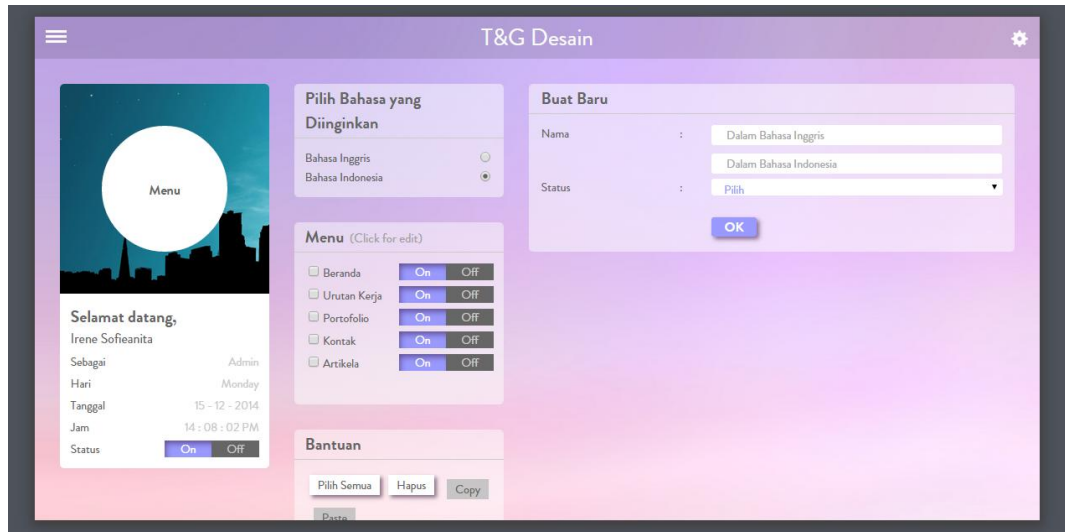 T&G Desain
Menu
Selamat datang,
Irene Sofieanita
Sebagai Admin
Hari Monday
Tanggal 15 - 12 - 2014
Jam 14 : 08 : 02 PM
Status On Off
Pilih Bahasa yang
Diinginkan
Bahasa Inggris
Bahasa Indonesia
Menu (Click for edit)
Beranda On Off
Urutan Kerja On Off
Portofolio On Off
Kontak On Off
Artikela On Off
Bantuan
Pilih Semua Hapus Copy
Paste
Buat Baru
Nama : Dalam Bahasa Inggris
Dalam Bahasa Indonesia
Status : Pilih
OK